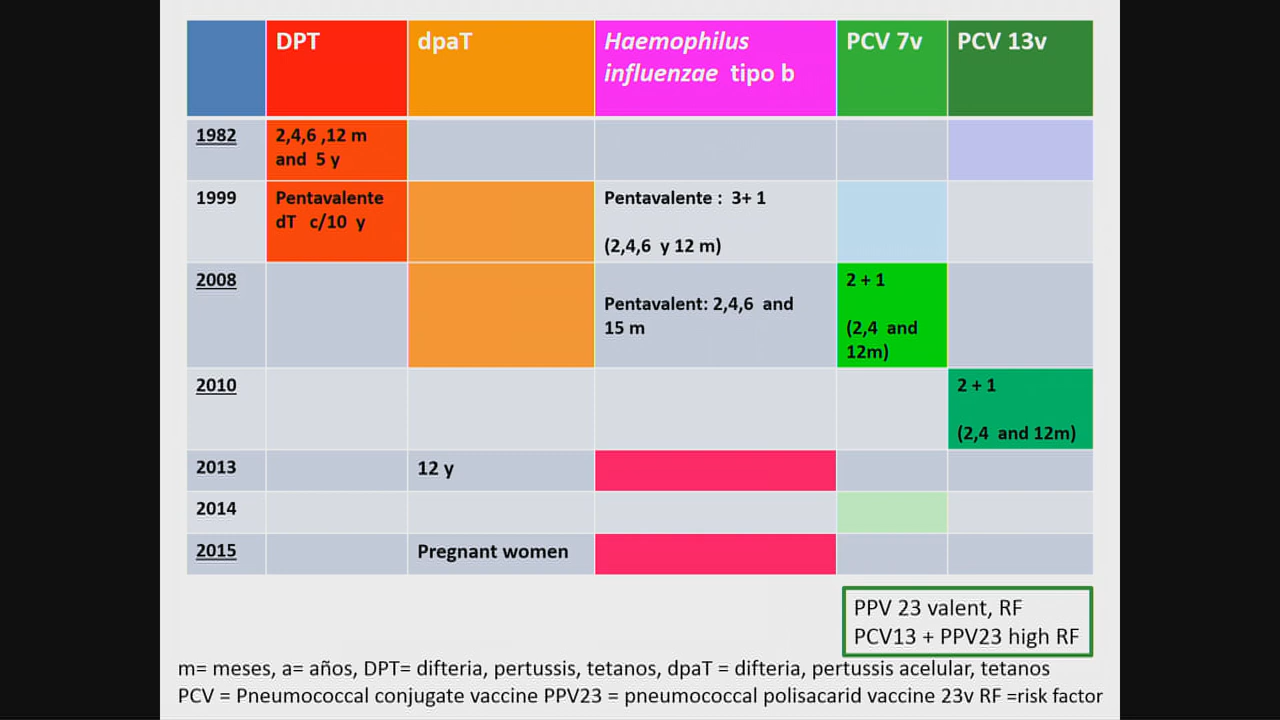 DPT
dpaT
Haemophilus
influenzae tipo b
PCV 7v
PCV 13v
1982
2,4,6 ,12 m
and 5 y
1999
Pentavalente
dT c/10 y
Pentavalente : 3+ 1
(2,4,6 y 12 m)
2008
Pentavalent: 2,4,6 and
15 m
2 + 1
(2,4 and
12m)
2010
2 + 1
(2,4 and 12m)
2013
12 y
2014
2015
Pregnant women
PPV 23 valent, RF
PCV13 + PPV23 high RF
m= meses, a= años, DPT= difteria, pertussis, tetanos, dpaT = difteria, pertussis acelular, tetanos
PCV = Pneumococcal conjugate vaccine PPV23 = pneumococcal polisacarid vaccine 23v RF =risk factor